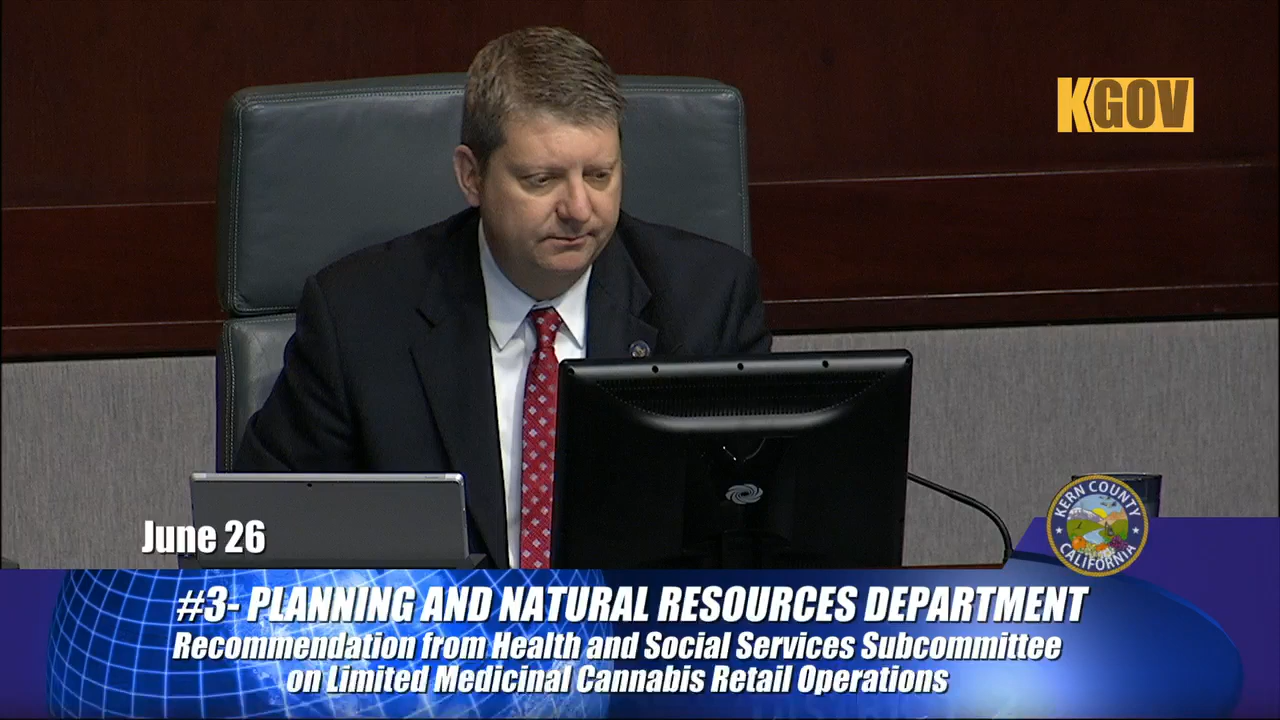 KGOV
June 26
KERN COUNTY
CALIFORNIA
#3- PLANNING AND NATURAL RESOURCES DEPARTMENT
Recommendation from Health and Social Services Subcommittee
on Limited Medicinal Cannabis Retail Operations